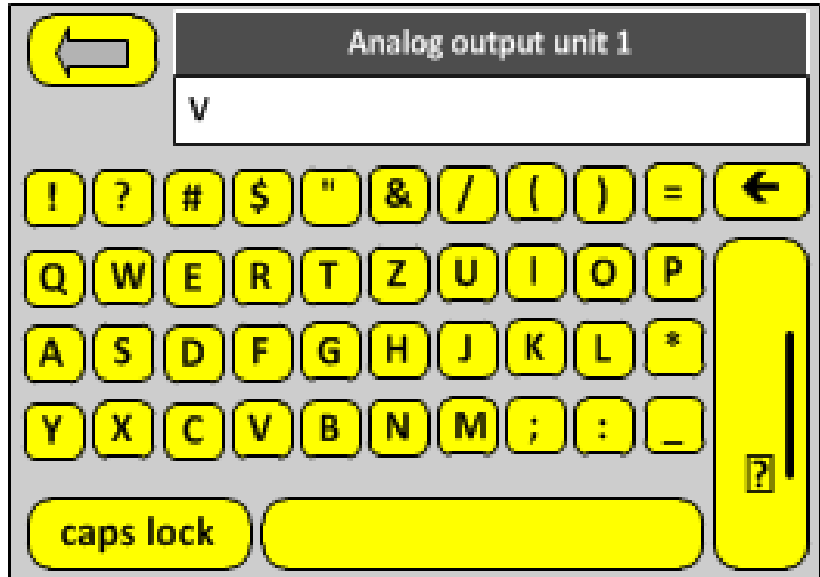 Analog output unit 1
V
! ? # $ " & / ( ) = ←
Q W E R T Z U I O P
A S D F G H J K L *
Y X C V B N M ; : _
?
caps lock